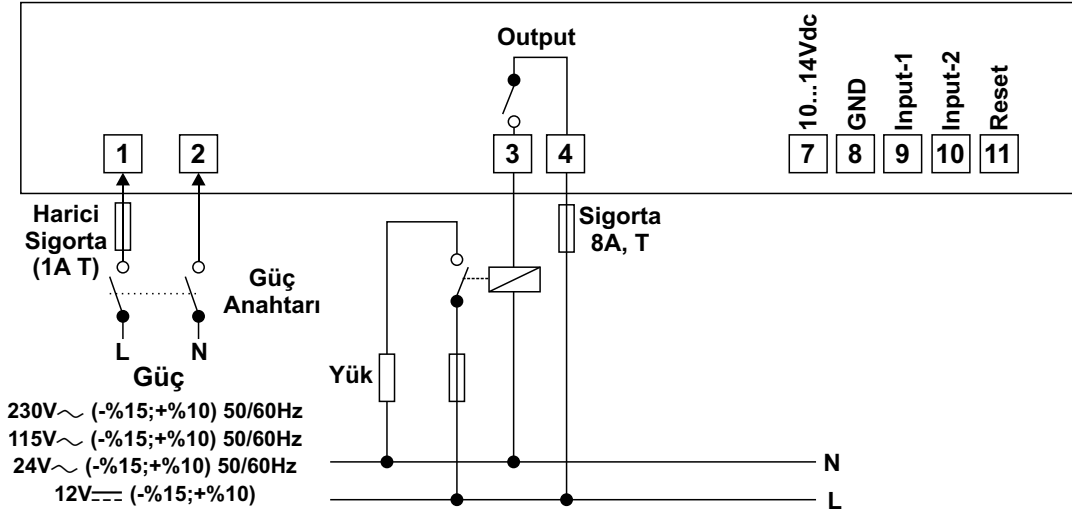 Output
10...14Vdc
GND
Input-1
Input-2
Reset
1
2
3
4
7
8
9
10
11
Harici
Sigorta
(1A T)
Güç
Anahtarı
L
N
Güç
230V～ (-%15;+%10) 50/60Hz
115V～ (-%15;+%10) 50/60Hz
24V～ (-%15;+%10) 50/60Hz
12V⎓ (-%15;+%10)
Sigorta
8A, T
Yük
N
L